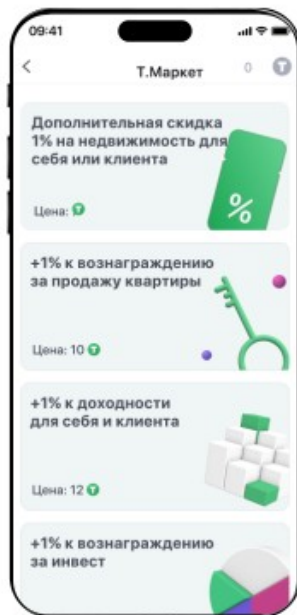 09:41
Т.Маркет
0 Т
Дополнительная скидка
1% на недвижимость для
себя или клиента
%
Цена: Т
+1% к вознаграждению
за продажу квартиры
Цена: 10 Т
+1% к доходности
для себя и клиента
Цена: 12 Т
+1% к вознаграждению
за инвест